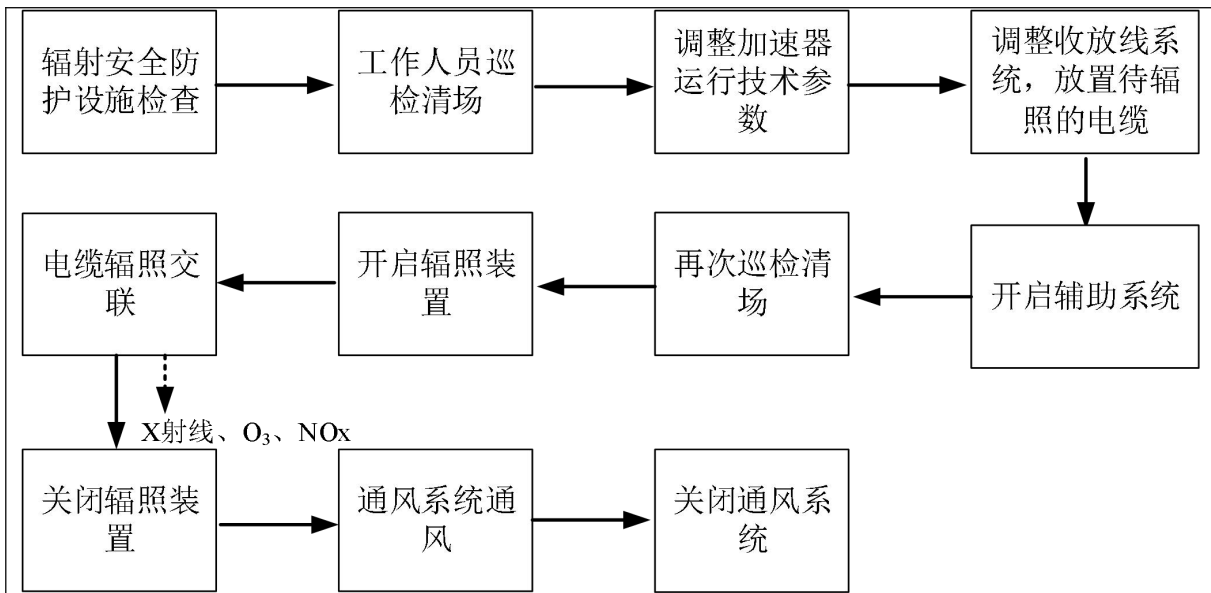 辐射安全防
护设施检查
工作人员巡
检清场
调整加速器
运行技术参
数
调整收放线系
统，放置待辐
照的电缆
开启辅助系统
再次巡检清
场
开启辐照装
置
电缆辐照交
联
X射线、O₃、NOx
关闭辐照装
置
通风系统通
风
关闭通风系
统